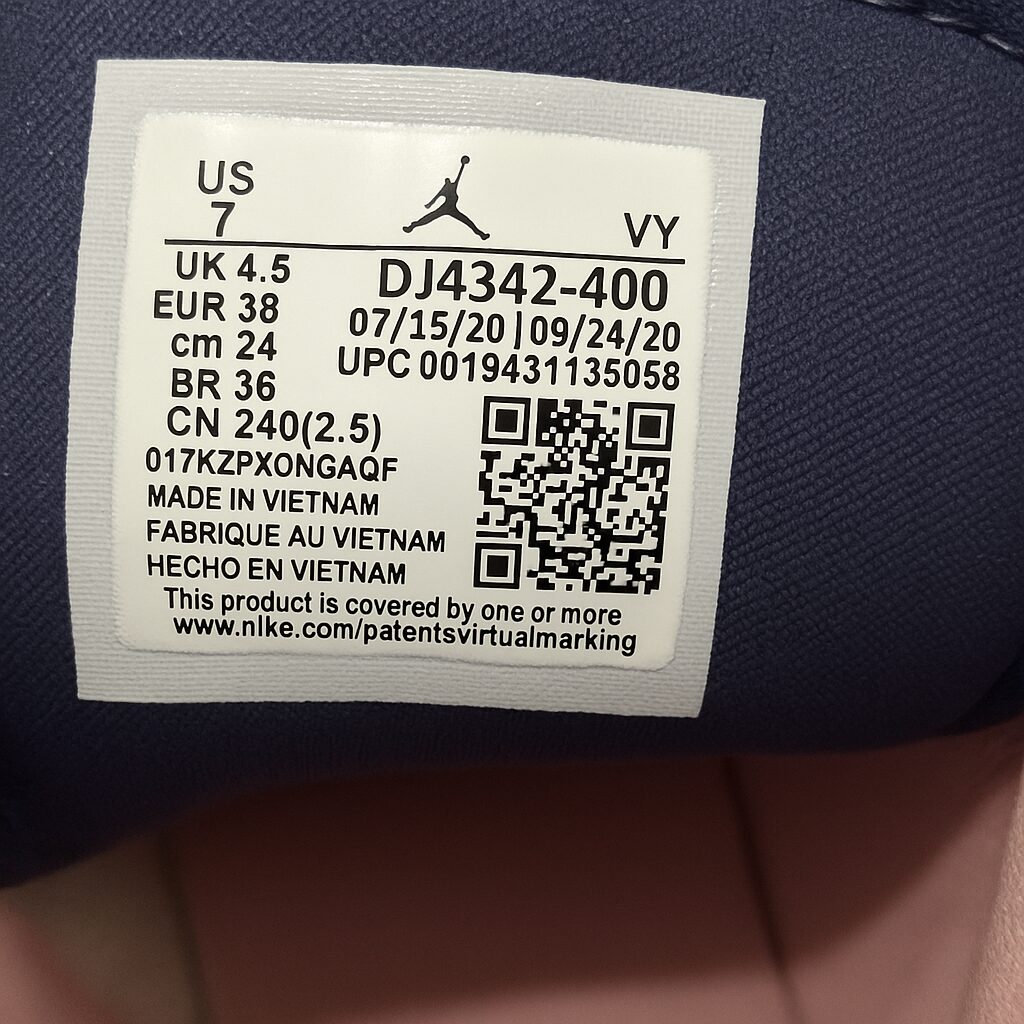 US
7
VY
UK 4.5
EUR 38
cm 24
BR 36
CN 240(2.5)
DJ4342-400
07/15/20 | 09/24/20
UPC 0019431135058
017KZPXONGAQF
MADE IN VIETNAM
FABRIQUE AU VIETNAM
HECHO EN VIETNAM
This product is covered by one or more
www.nlke.com/patentsvirtualmarking